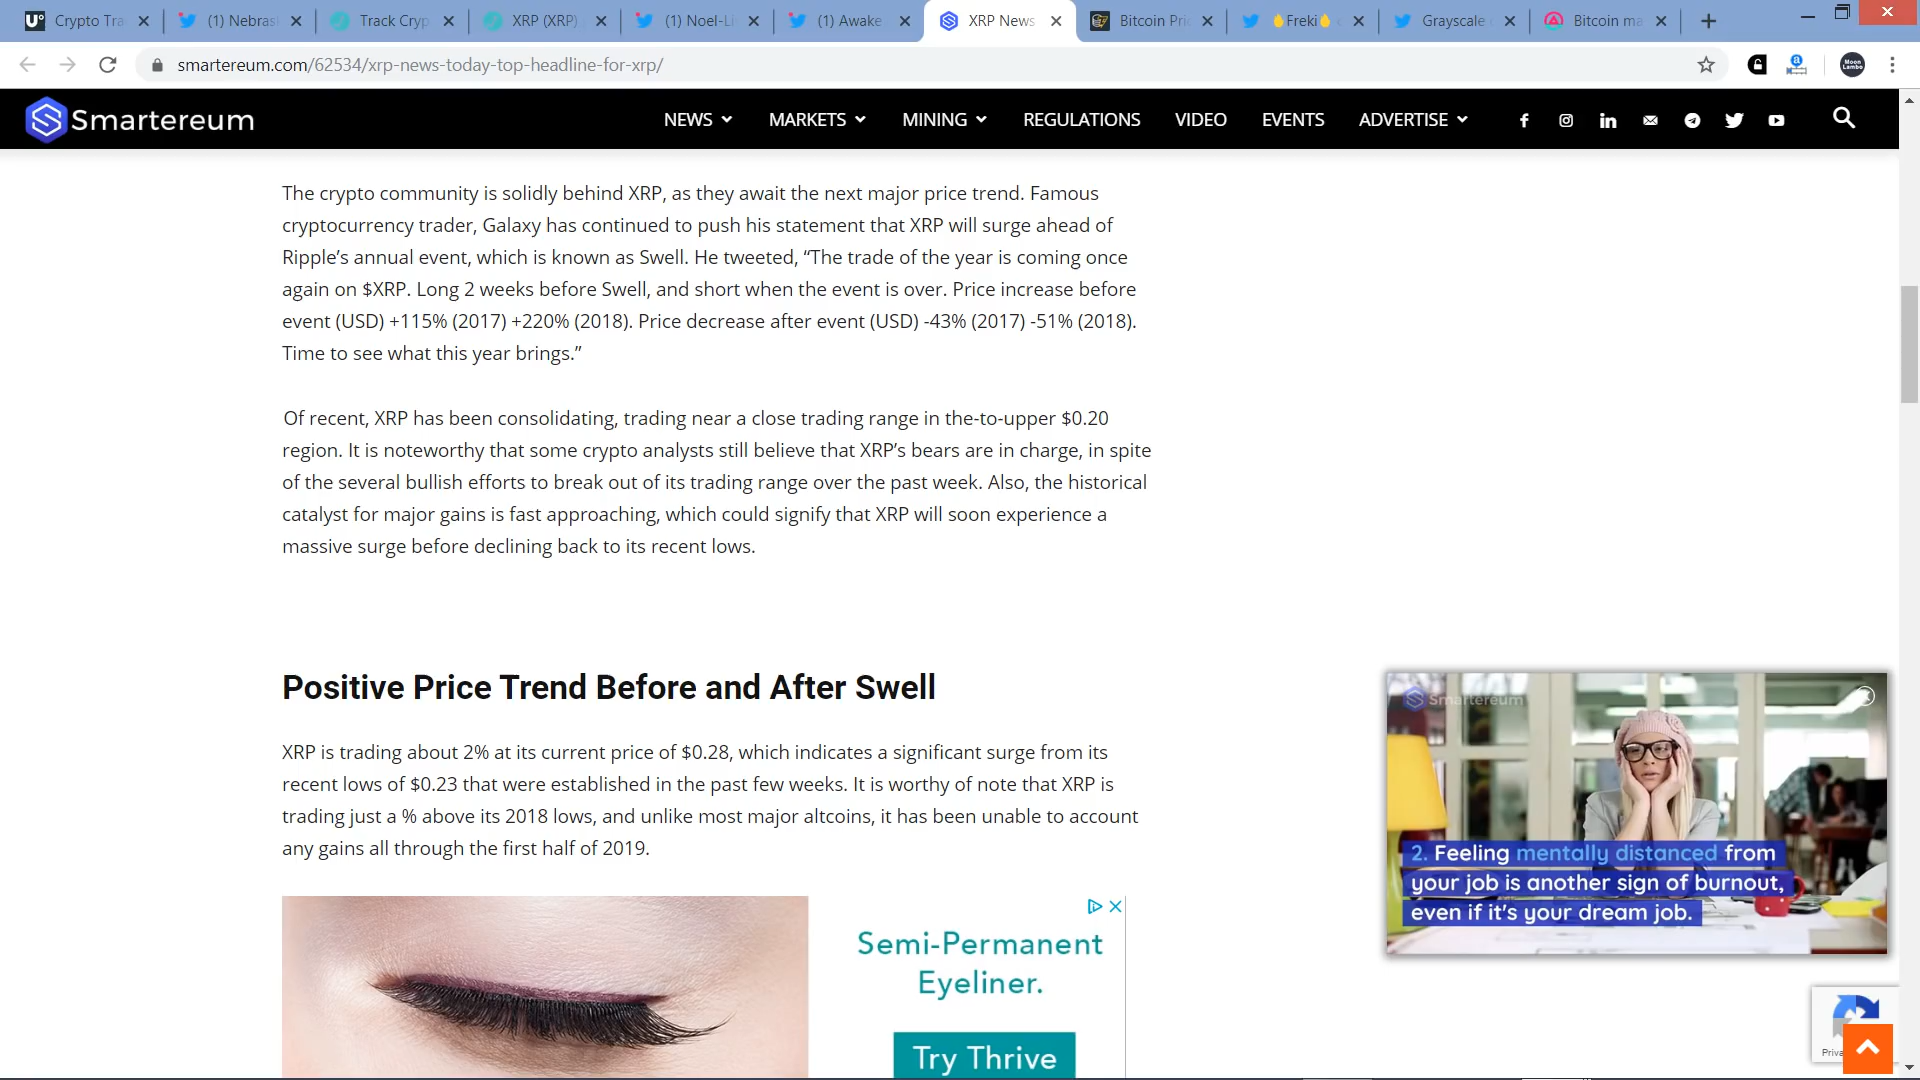 Crypto Tra
(1) Nebras
Track Cryp
XRP (XRP)
(1) Noel-Li
(1) Awake
XRP News
Bitcoin Pric
Freki
Grayscale
Bitcoin ma
smartereum.com/62534/xrp-news-today-top-headline-for-xrp/
Moon
Lambo
Smartereum
NEWS
MARKETS
MINING
REGULATIONS
VIDEO
EVENTS
ADVERTISE
The crypto community is solidly behind XRP, as they await the next major price trend. Famous
cryptocurrency trader, Galaxy has continued to push his statement that XRP will surge ahead of
Ripple’s annual event, which is known as Swell. He tweeted, “The trade of the year is coming once
again on $XRP. Long 2 weeks before Swell, and short when the event is over. Price increase before
event (USD) +115% (2017) +220% (2018). Price decrease after event (USD) -43% (2017) -51% (2018).
Time to see what this year brings.”
Of recent, XRP has been consolidating, trading near a close trading range in the-to-upper $0.20
region. It is noteworthy that some crypto analysts still believe that XRP’s bears are in charge, in spite
of the several bullish efforts to break out of its trading range over the past week. Also, the historical
catalyst for major gains is fast approaching, which could signify that XRP will soon experience a
massive surge before declining back to its recent lows.
Positive Price Trend Before and After Swell
XRP is trading about 2% at its current price of $0.28, which indicates a significant surge from its
recent lows of $0.23 that were established in the past few weeks. It is worthy of note that XRP is
trading just a % above its 2018 lows, and unlike most major altcoins, it has been unable to account
any gains all through the first half of 2019.
Semi-Permanent
Eyeliner.
Try Thrive
Smartereum
2. Feeling mentally distanced from
your job is another sign of burnout,
even if it's your dream job.
Priva